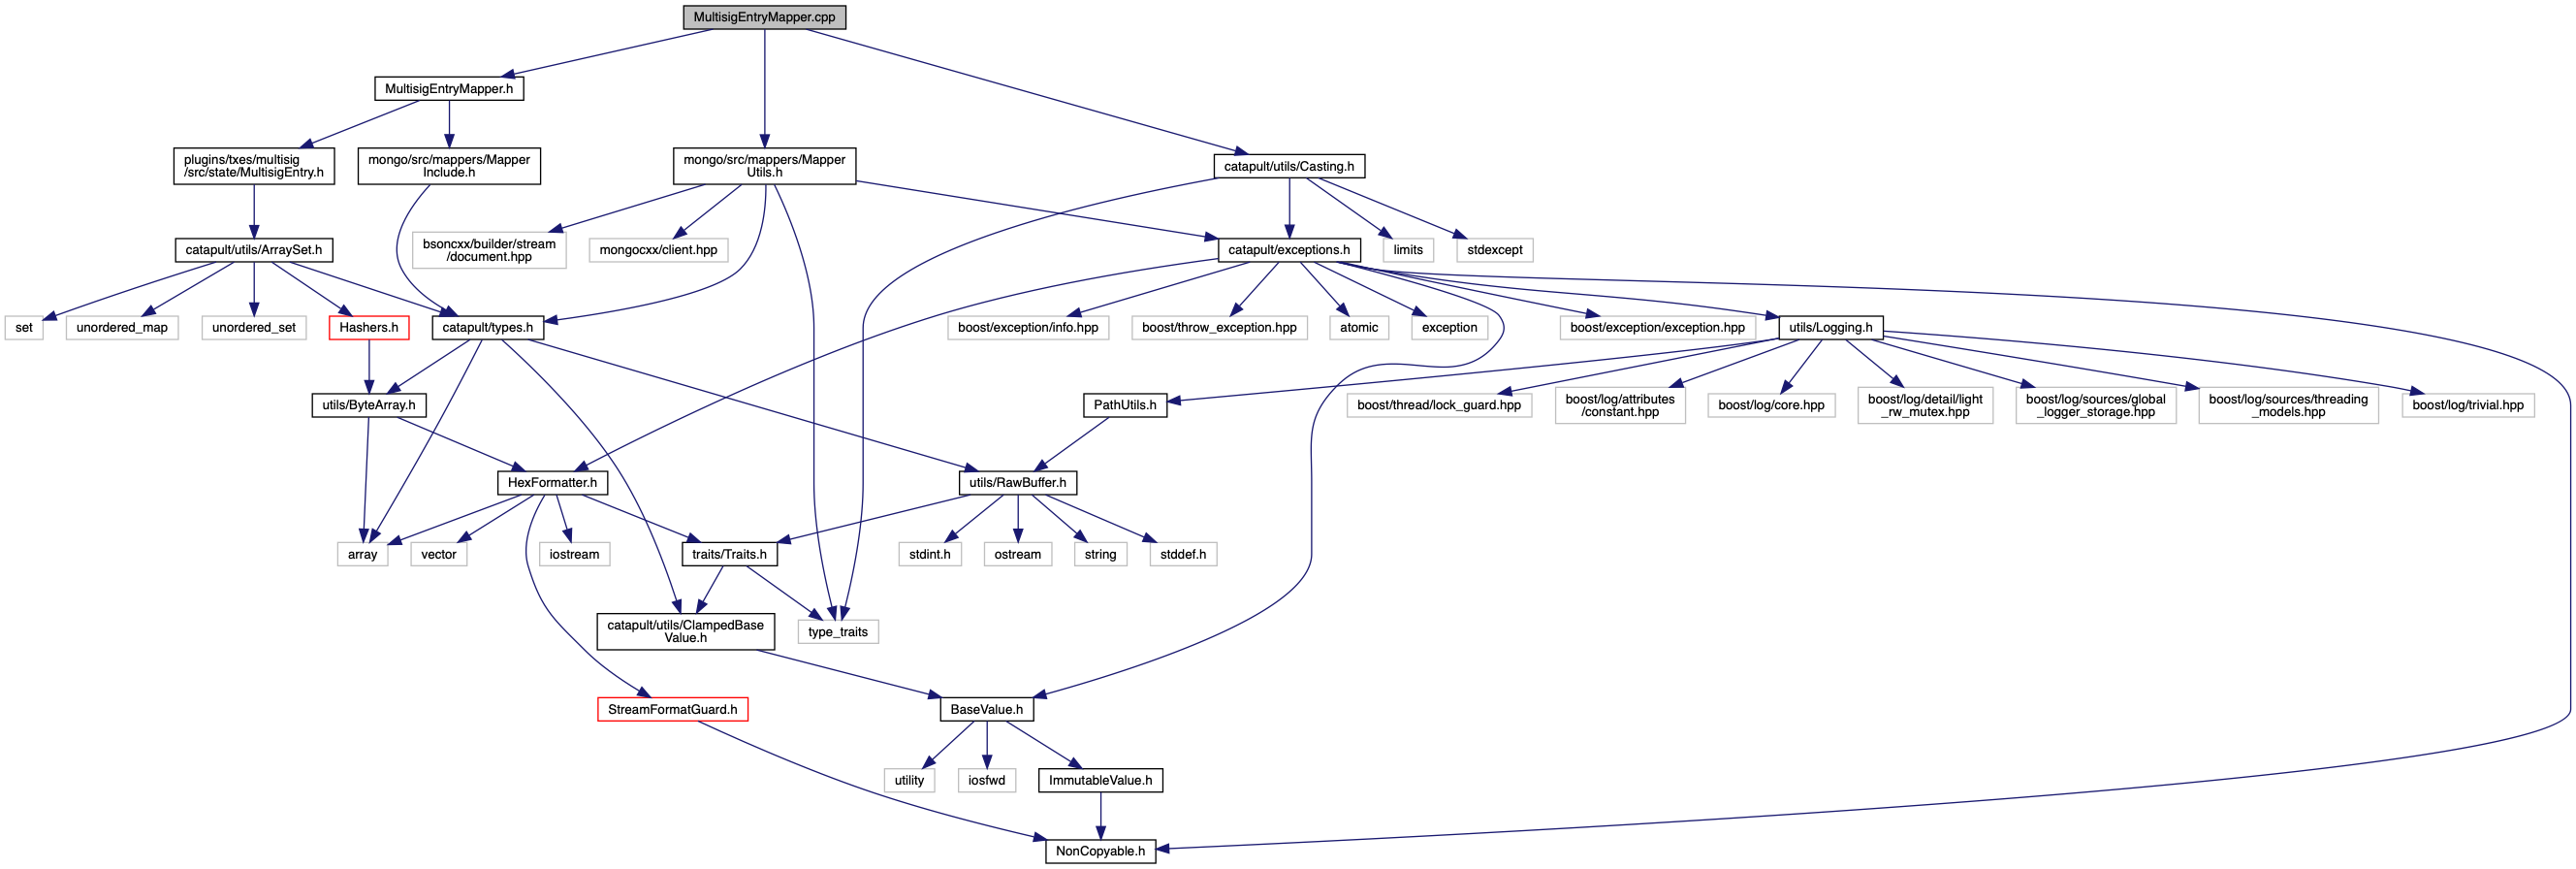 MultisigEntryMapper.cpp
MultisigEntryMapper.h
plugins/txes/multisig
/src/state/MultisigEntry.h
mongo/src/mappers/Mapper
Include.h
mongo/src/mappers/Mapper
Utils.h
catapult/utils/Casting.h
catapult/utils/ArraySet.h
bsoncxx/builder/stream
/document.hpp
mongocxx/client.hpp
catapult/exceptions.h
limits
stdexcept
set
unordered_map
unordered_set
Hashers.h
catapult/types.h
boost/exception/info.hpp
boost/throw_exception.hpp
atomic
exception
boost/exception/exception.hpp
utils/Logging.h
utils/ByteArray.h
PathUtils.h
boost/thread/lock_guard.hpp
boost/log/attributes
/constant.hpp
boost/log/core.hpp
boost/log/detail/light
_rw_mutex.hpp
boost/log/sources/global
_logger_storage.hpp
boost/log/sources/threading
_models.hpp
boost/log/trivial.hpp
HexFormatter.h
utils/RawBuffer.h
array
vector
iostream
traits/Traits.h
stdint.h
ostream
string
stddef.h
catapult/utils/ClampedBase
Value.h
type_traits
StreamFormatGuard.h
BaseValue.h
utility
iosfwd
ImmutableValue.h
NonCopyable.h